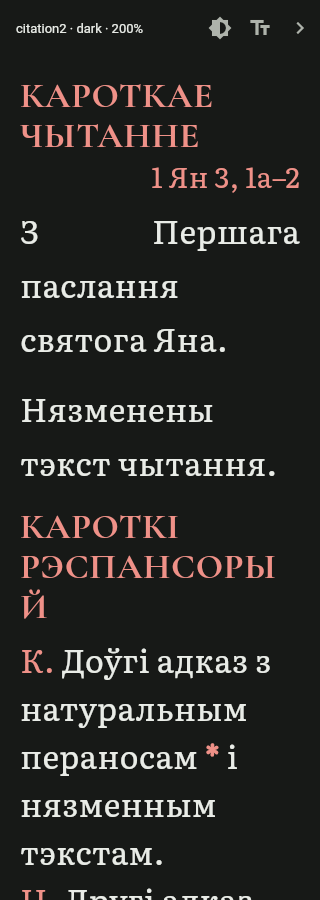 citation2 · dark · 200%
КАРОТКАЕ
ЧЫТАННЕ
1 Ян 3, 1а–2
З Першага
паслання
святога Яна.
Нязменены
тэкст чытання.
КАРОТКІ
РЭСПАНСОРЫ
Й
К. Доўгі адказ з
натуральным
пераносам * і
нязменным
тэкстам.